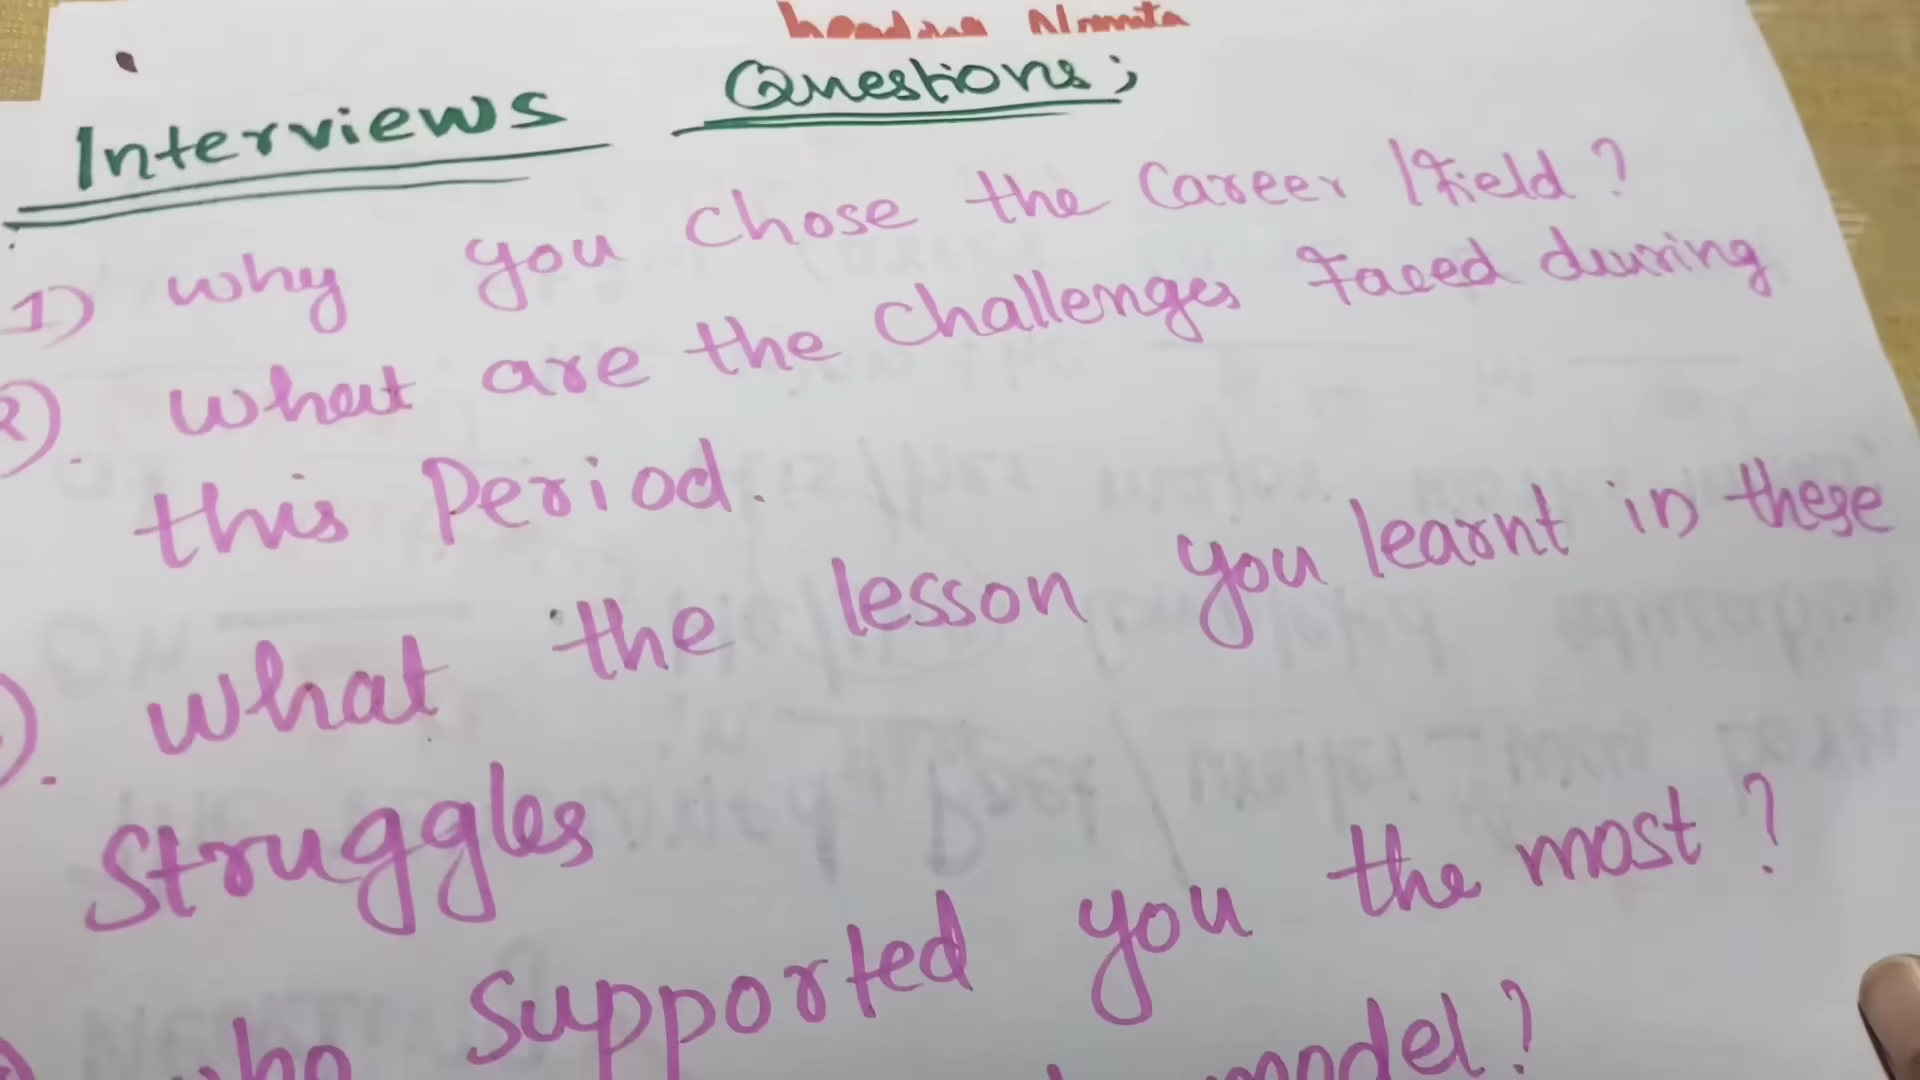 Interviews Questions;
1) why you chose the Career / field ?
2). what are the challenges faced during
this Period.
). what the lesson you learnt in these
struggles
who supported you the most ?
model ?